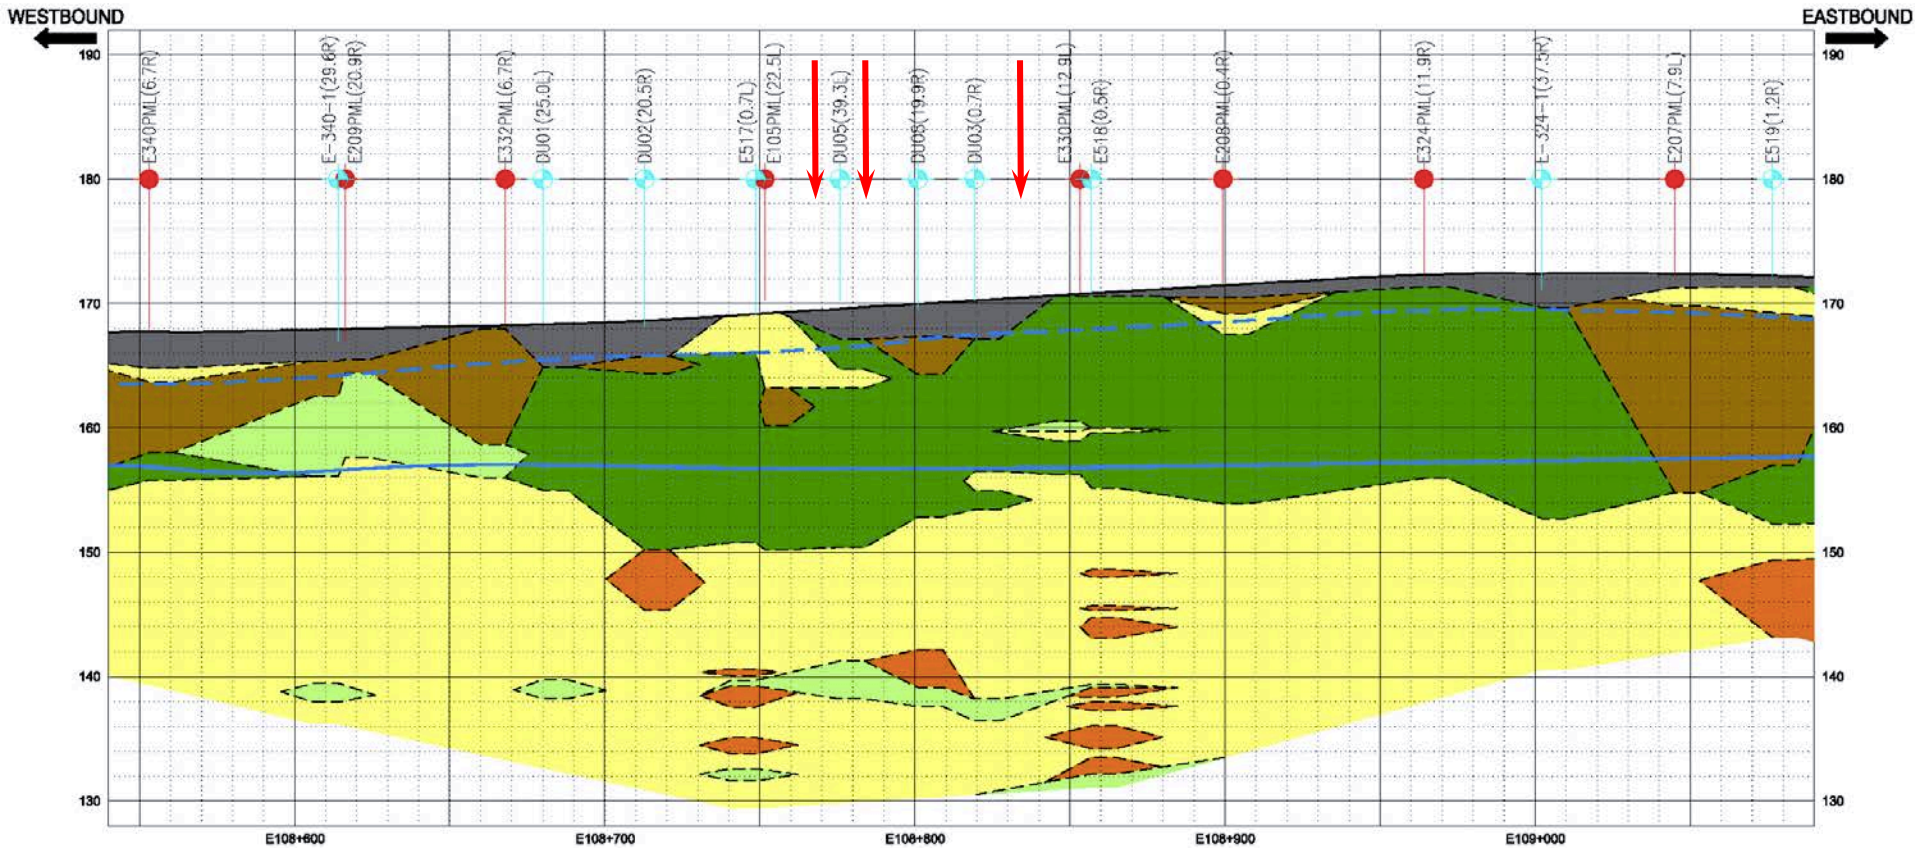 WESTBOUND
EASTBOUND
190
190
E340PML(6.7R)
E-340-1(29.6R)
E209PML(20.9R)
E332PML(6.7R)
DU01(25.0L)
DU02(20.5R)
E517(0.7L)
E105PML(22.5L)
DU05(39.3L)
DU06(19.9R)
DU03(0.7R)
E330PML(12.9L)
E518(0.5R)
E208PML(0.4R)
E324PML(11.9R)
E-324-1(37.5R)
E207PML(7.9L)
E519(1.2R)
180
180
170
170
160
160
150
150
140
140
130
130
E108+600
E108+700
E108+800
E108+900
E109+000